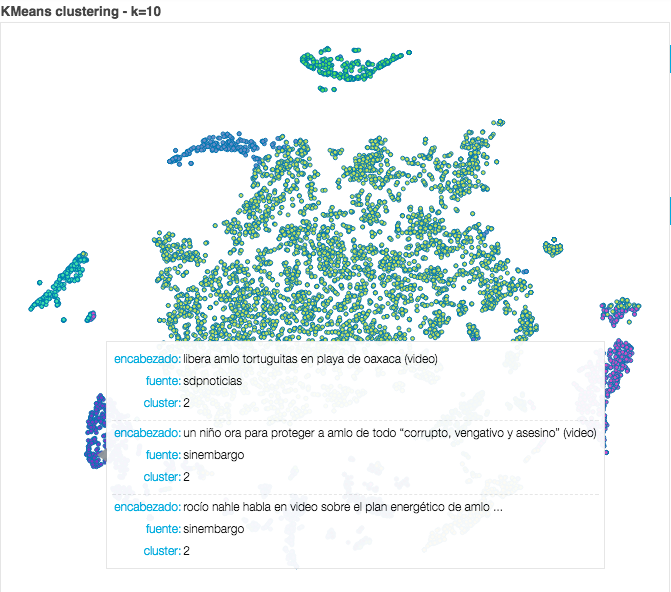 KMeans clustering - k=10
encabezado: libera amlo tortuguitas en playa de oaxaca (video)
fuente: sdpnoticias
cluster: 2
encabezado: un niño ora para proteger a amlo de todo “corrupto, vengativo y asesino” (video)
fuente: sinembargo
cluster: 2
encabezado: rocío nahle habla en video sobre el plan energético de amlo ...
fuente: sinembargo
cluster: 2